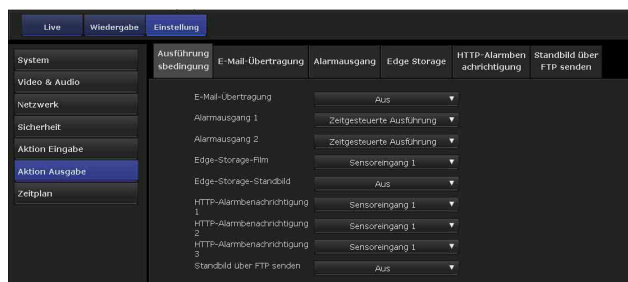 Live Wiedergabe Einstellung
System
Video & Audio
Netzwerk
Sicherheit
Aktion Eingabe
Aktion Ausgabe
Zeitplan
Ausführung
sbedingung
E-Mail-Übertragung
Alarmausgang
Edge Storage
HTTP-Alarmben
achrichtigung
Standbild über
FTP senden
E-Mail-Übertragung Aus
Alarmausgang 1 Zeitgesteuerte Ausführung
Alarmausgang 2 Zeitgesteuerte Ausführung
Edge-Storage-Film Sensoreingang 1
Edge-Storage-Standbild Aus
HTTP-Alarmbenachrichtigung
1 Sensoreingang 1
HTTP-Alarmbenachrichtigung
2 Sensoreingang 1
HTTP-Alarmbenachrichtigung
3 Sensoreingang 1
Standbild über FTP senden Aus